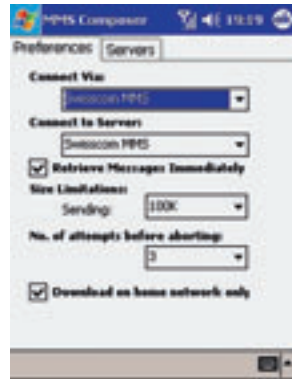 MMS Composer 19:19
Preferences Servers
Connect Via:
Swisscom MMS
Connect to Server:
Swisscom MMS
Retrieve Messages Immediately
Size Limitations:
Sending: 100K
No. of attempts before aborting:
3
Download on home network only